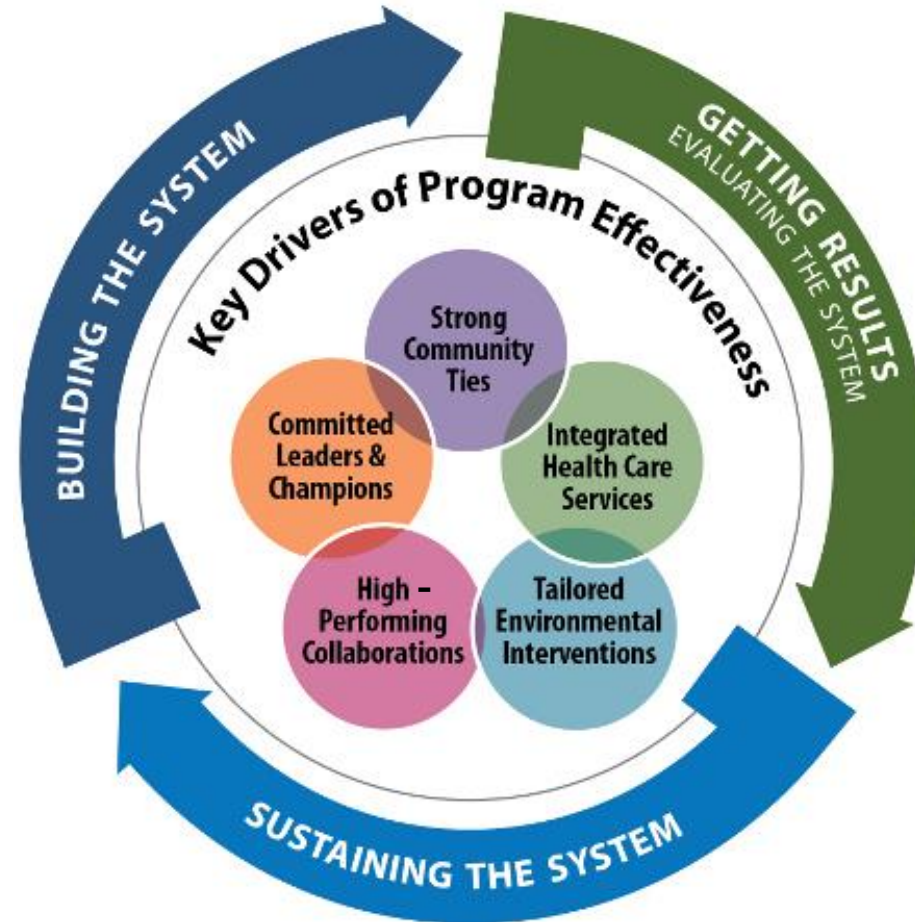 BUILDING THE SYSTEM
GETTING RESULTS
EVALUATING THE SYSTEM
Key Drivers of Program Effectiveness
Strong
Community
Ties
Committed
Leaders &
Champions
Integrated
Health Care
Services
High –
Performing
Collaborations
Tailored
Environmental
Interventions
SUSTAINING THE SYSTEM